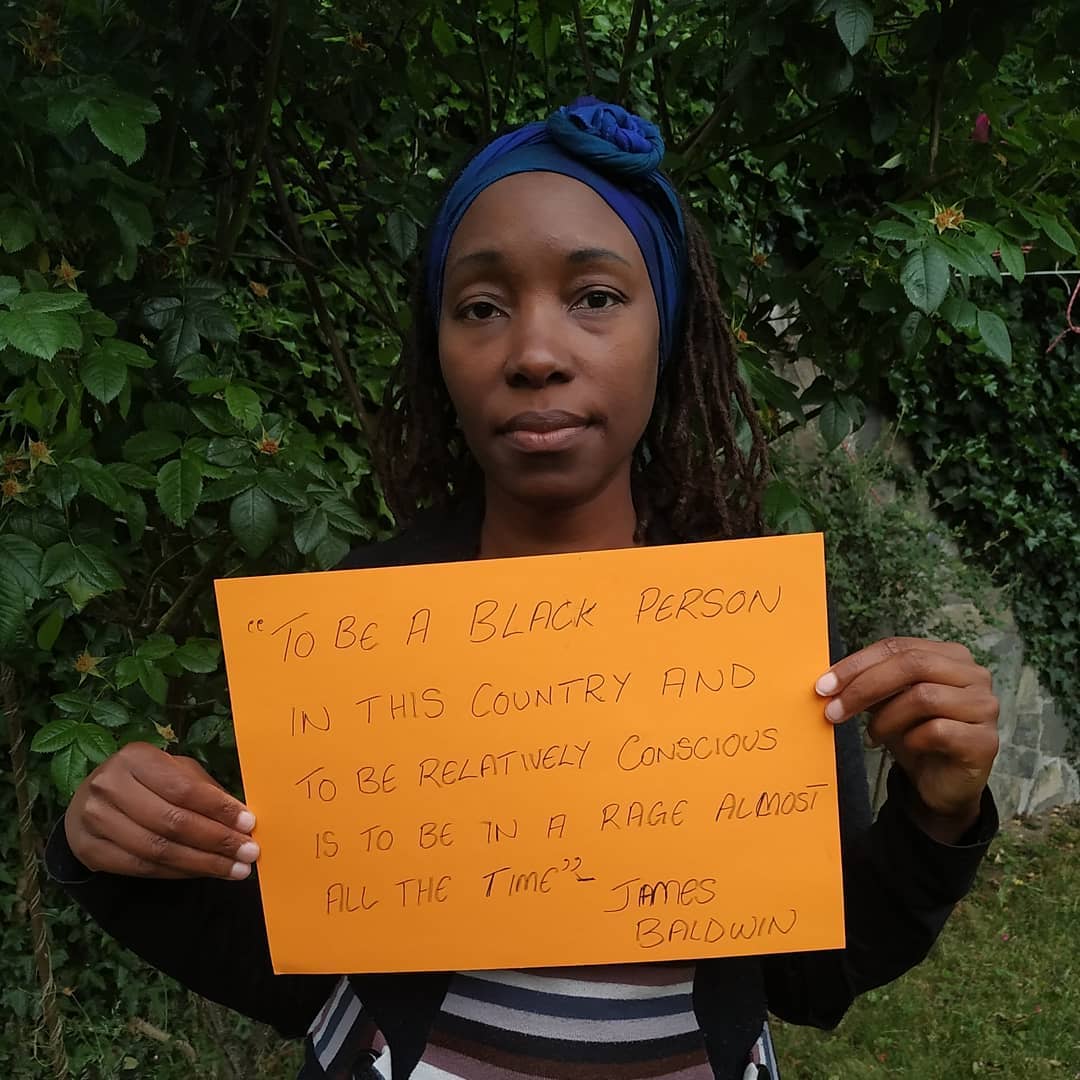 "TO BE A BLACK PERSON
IN THIS COUNTRY AND
TO BE RELATIVELY CONSCIOUS
IS TO BE IN A RAGE ALMOST
ALL THE TIME" - JAMES
BALDWIN